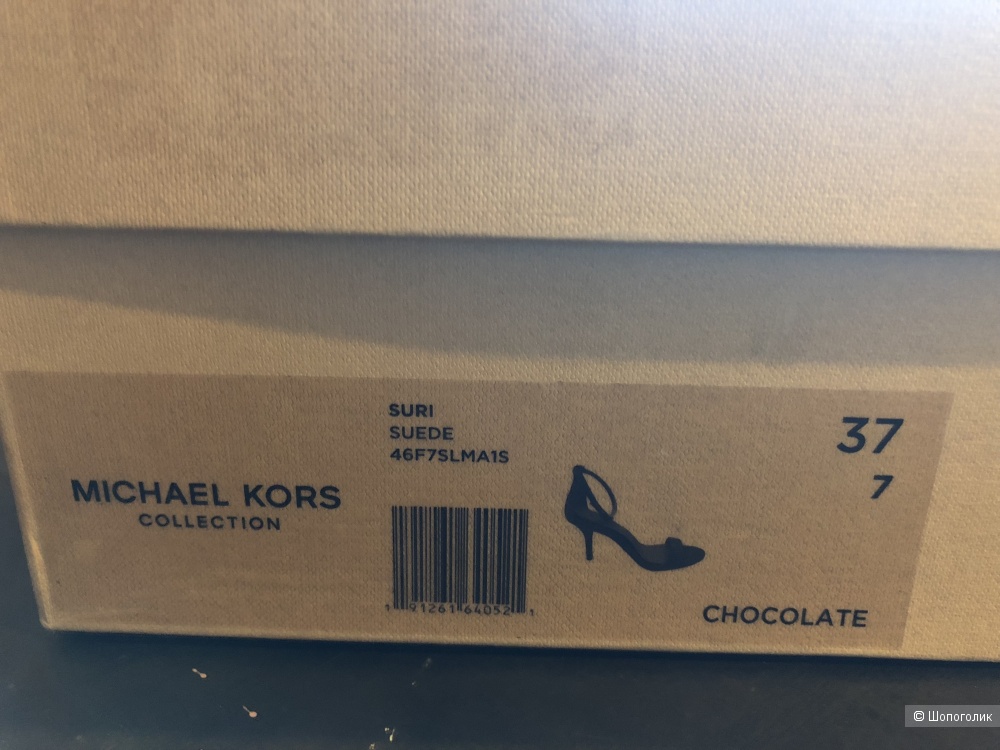 SURI
SUEDE
46F7SLMA1S
37
7
MICHAEL KORS
COLLECTION
1 91261 64052 1
CHOCOLATE
© Шопоголик